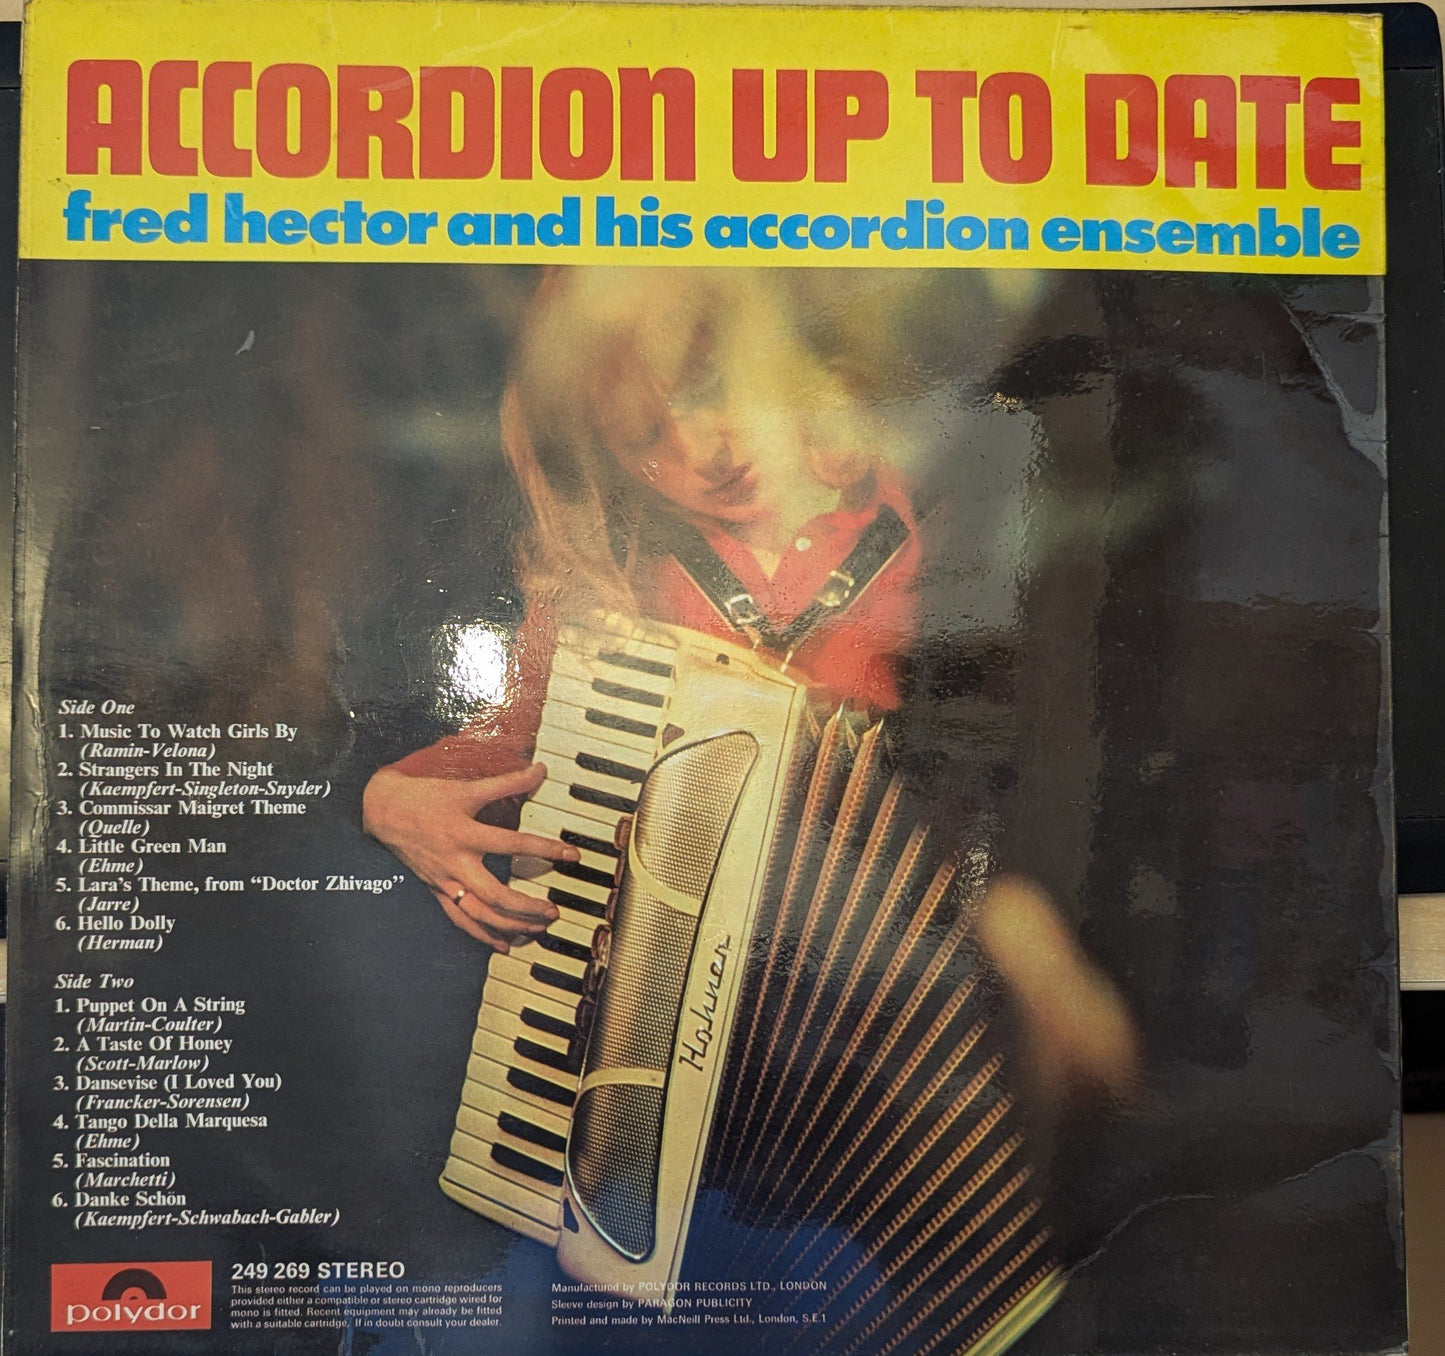 ACCORDION UP TO DATE
fred hector and his accordion ensemble
Side One
1. Music To Watch Girls By
(Ramin-Velona)
2. Strangers In The Night
(Kaempfert-Singleton-Snyder)
3. Commissar Maigret Theme
(Quelle)
4. Little Green Man
(Ehme)
5. Lara's Theme, from “Doctor Zhivago”
(Jarre)
6. Hello Dolly
(Herman)
Side Two
1. Puppet On A String
(Martin-Coulter)
2. A Taste Of Honey
(Scott-Marlow)
3. Dansevise (I Loved You)
(Francker-Sorensen)
4. Tango Della Marquesa
(Ehme)
5. Fascination
(Marchetti)
6. Danke Schön
(Kaempfert-Schwabach-Gabler)
Hohner
polydor
249 269 STEREO
This stereo record can be played on mono reproducers
provided either a compatible or stereo cartridge wired for
mono is fitted. Recent equipment may already be fitted
with a suitable cartridge. If in doubt consult your dealer.
Manufactured by POLYDOR RECORDS LTD., LONDON
Sleeve design by PARAGON PUBLICITY
Printed and made by MacNeill Press Ltd., London, S.E.1